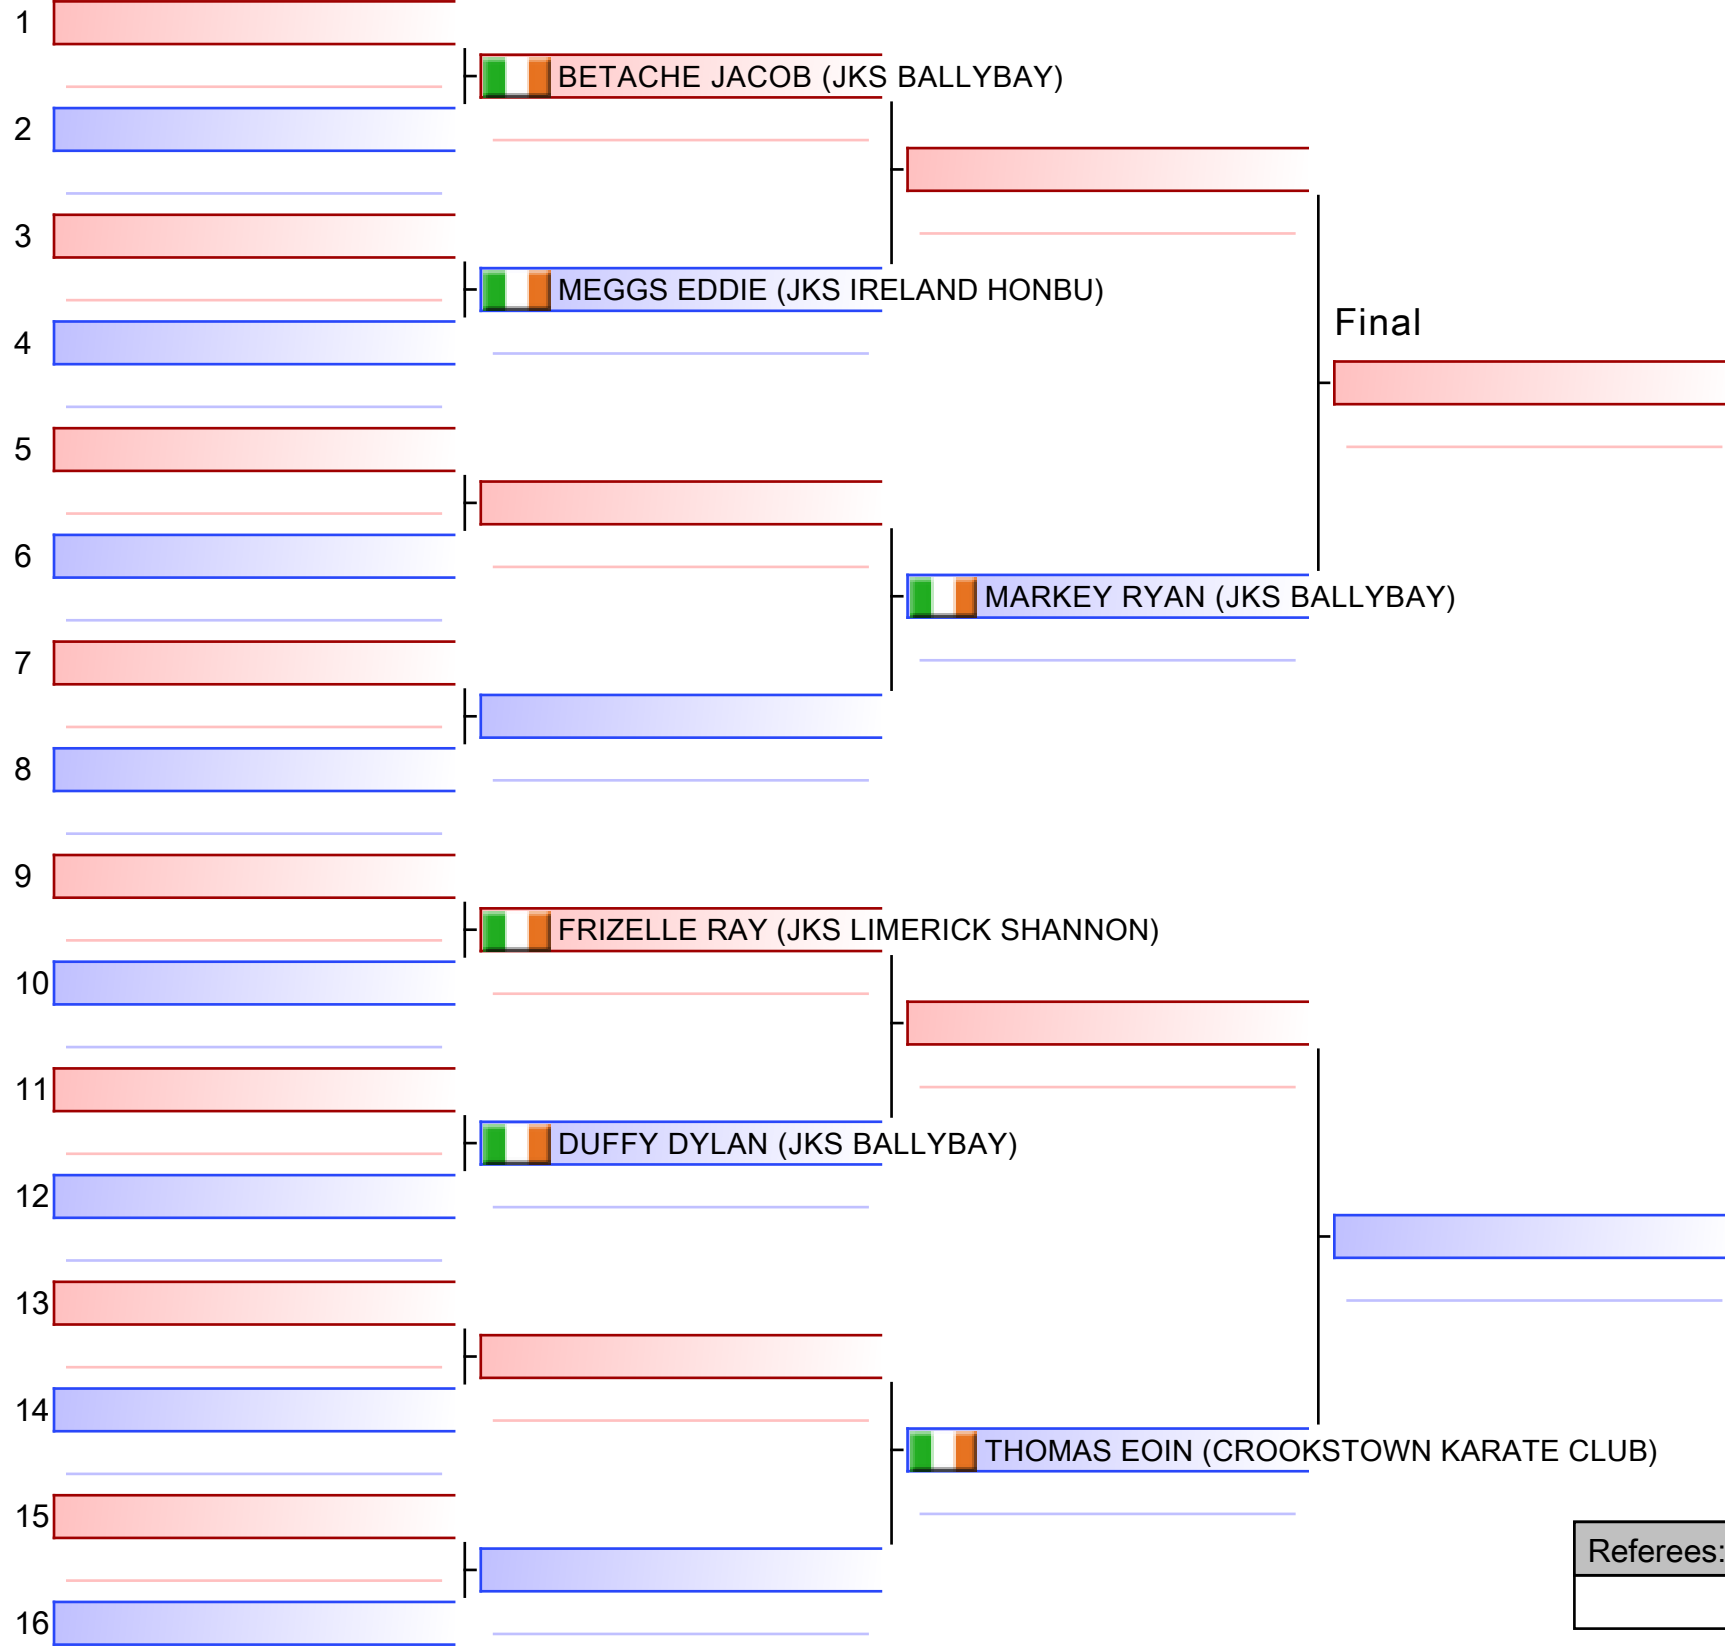 1
BETACHE JACOB (JKS BALLYBAY)
2
3
MEGGS EDDIE (JKS IRELAND HONBU)
Final
4
5
6
MARKEY RYAN (JKS BALLYBAY)
7
8
9
FRIZELLE RAY (JKS LIMERICK SHANNON)
10
11
DUFFY DYLAN (JKS BALLYBAY)
12
13
14
THOMAS EOIN (CROOKSTOWN KARATE CLUB)
15
Referees:
16